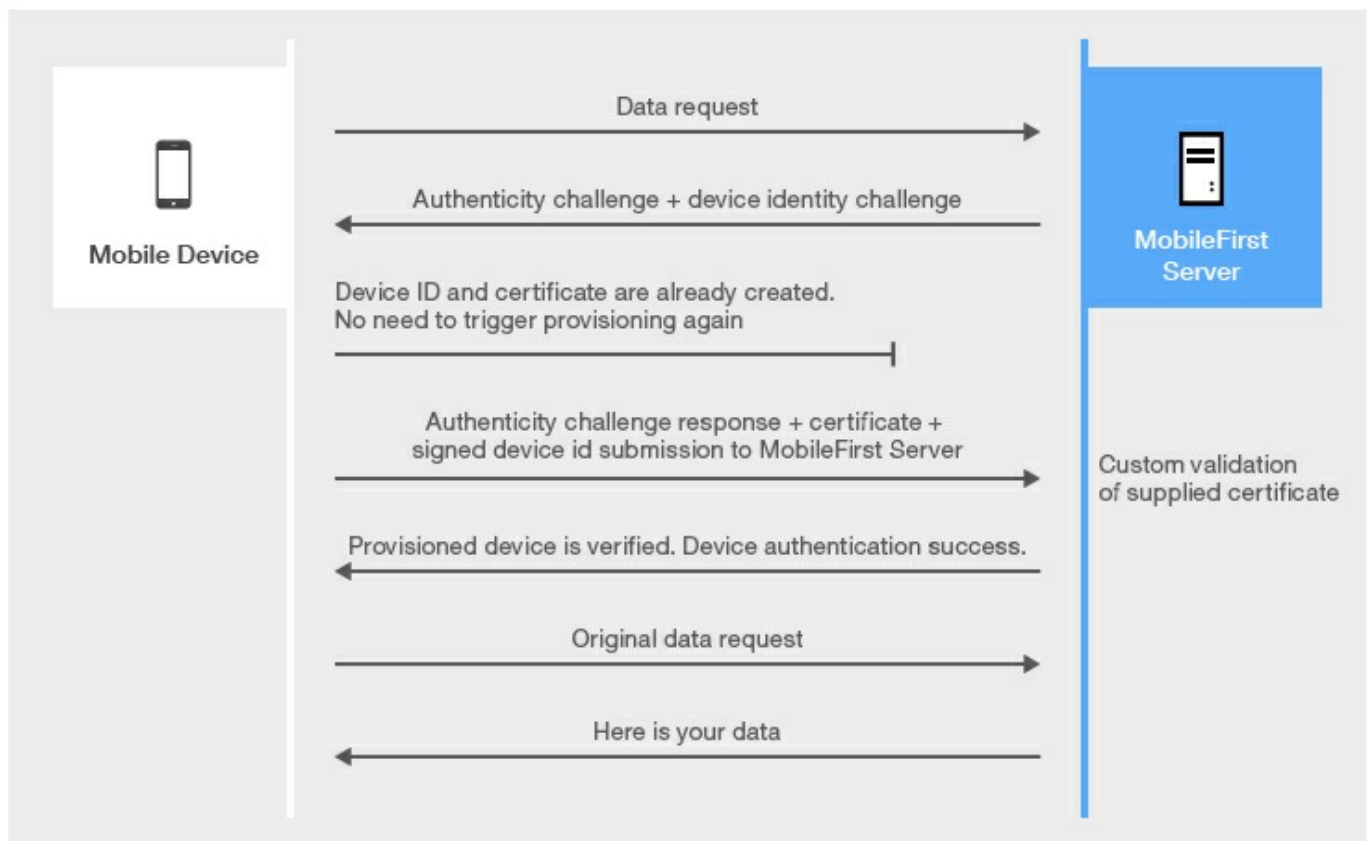 Data request
Authenticity challenge + device identity challenge
Mobile Device
MobileFirst
Server
Device ID and certificate are already created.
No need to trigger provisioning again
Authenticity challenge response + certificate +
signed device id submission to MobileFirst Server
Custom validation
of supplied certificate
Provisioned device is verified. Device authentication success.
Original data request
Here is your data